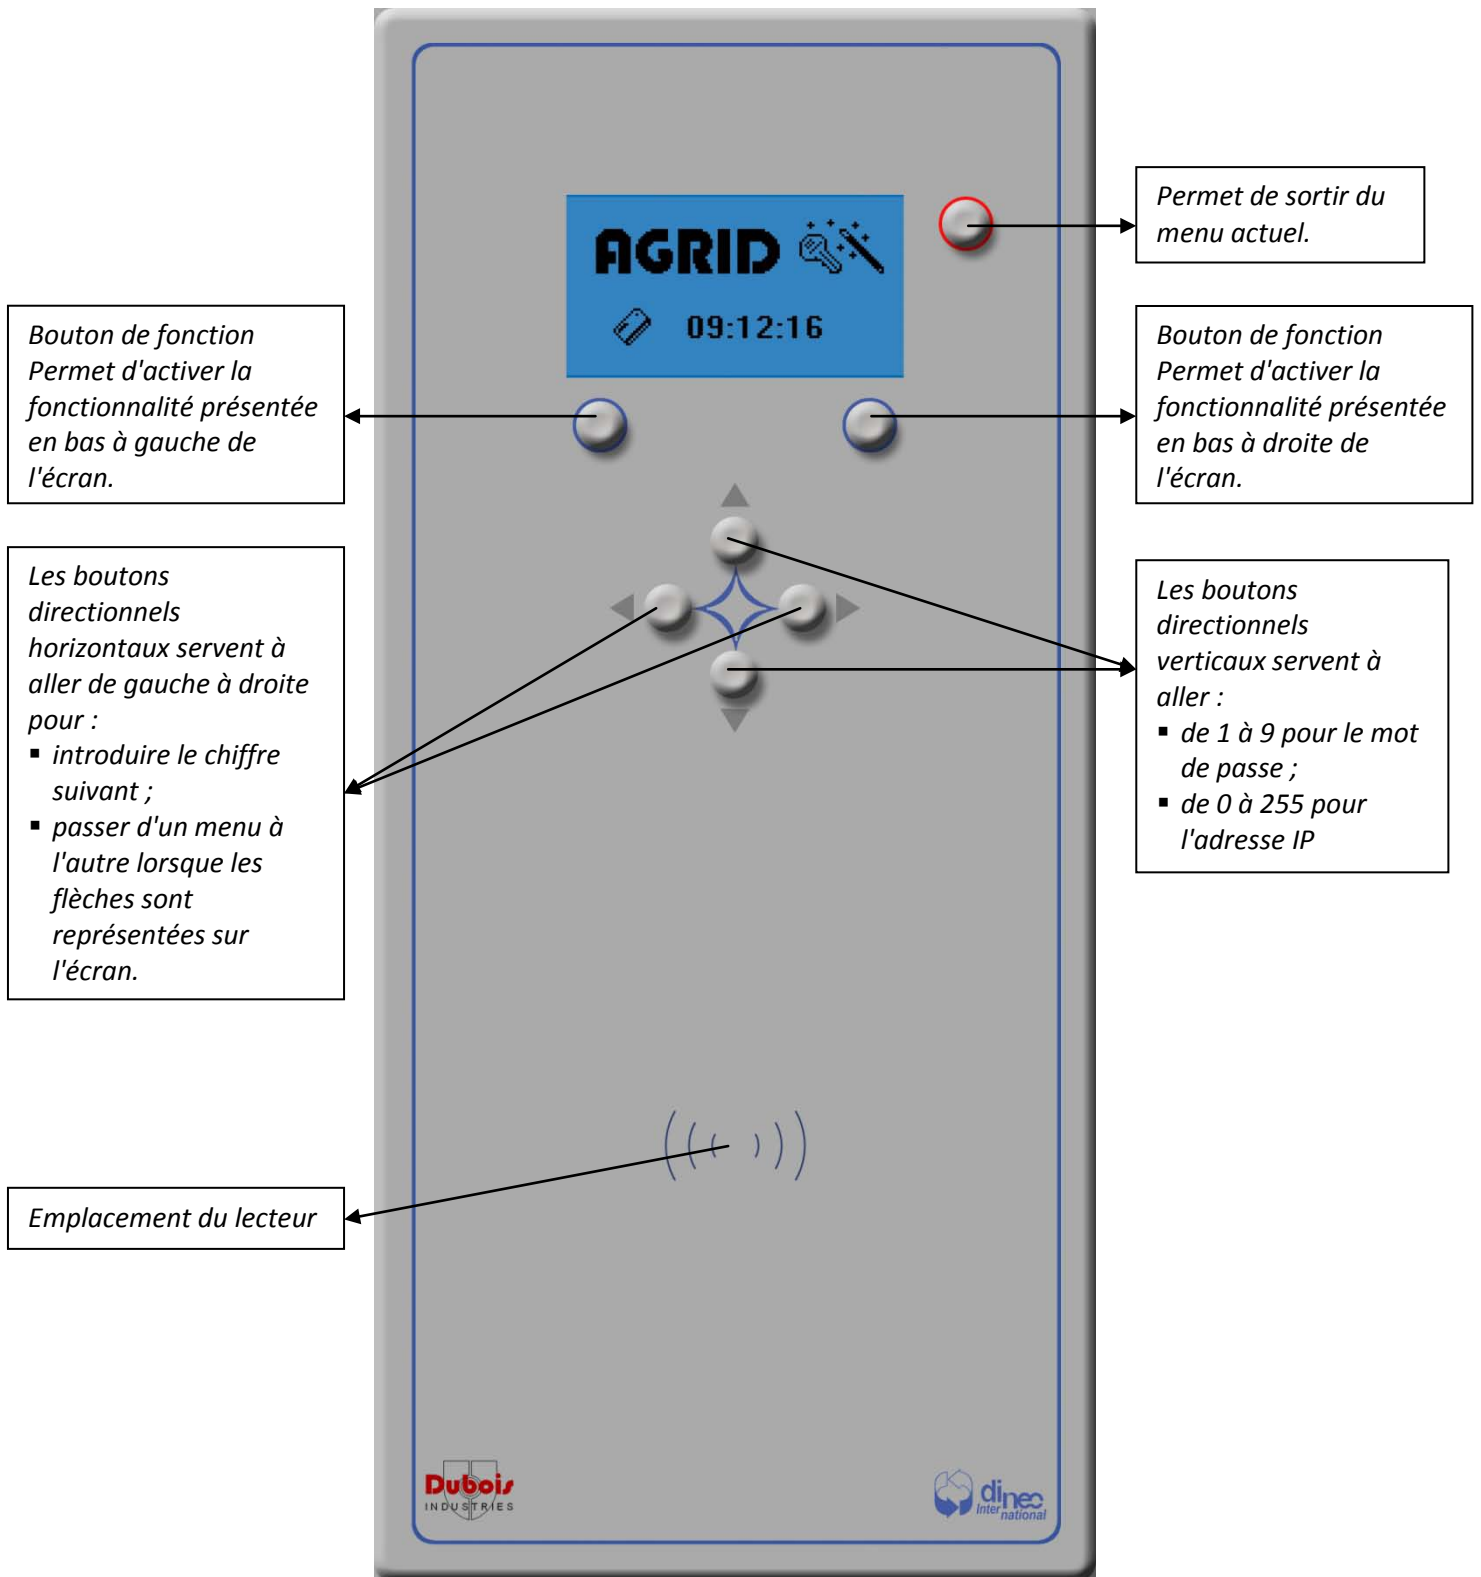 AGRID
09:12:16
Permet de sortir du
menu actuel.
Bouton de fonction
Permet d'activer la
fonctionnalité présentée
en bas à gauche de
l'écran.
Bouton de fonction
Permet d'activer la
fonctionnalité présentée
en bas à droite de
l'écran.
Les boutons
directionnels
horizontaux servent à
aller de gauche à droite
pour :
▪ introduire le chiffre
suivant ;
▪ passer d'un menu à
l'autre lorsque les
flèches sont
représentées sur
l'écran.
Les boutons
directionnels
verticaux servent à
aller :
▪ de 1 à 9 pour le mot
de passe ;
▪ de 0 à 255 pour
l'adresse IP
Emplacement du lecteur
Dubois
INDUSTRIES
dinec
International